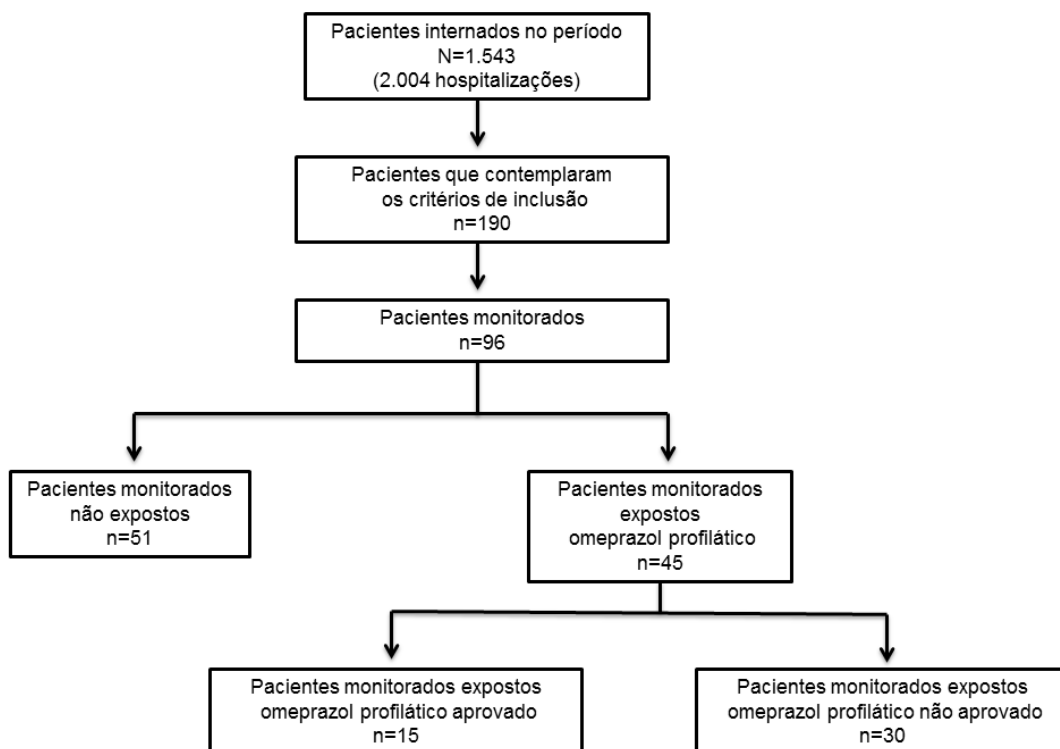 Pacientes internados no período
N=1.543
(2.004 hospitalizações)
Pacientes que contemplaram
os critérios de inclusão
n=190
Pacientes monitorados
n=96
Pacientes monitorados
não expostos
n=51
Pacientes monitorados
expostos
omeprazol profilático
n=45
Pacientes monitorados expostos
omeprazol profilático aprovado
n=15
Pacientes monitorados expostos
omeprazol profilático não aprovado
n=30